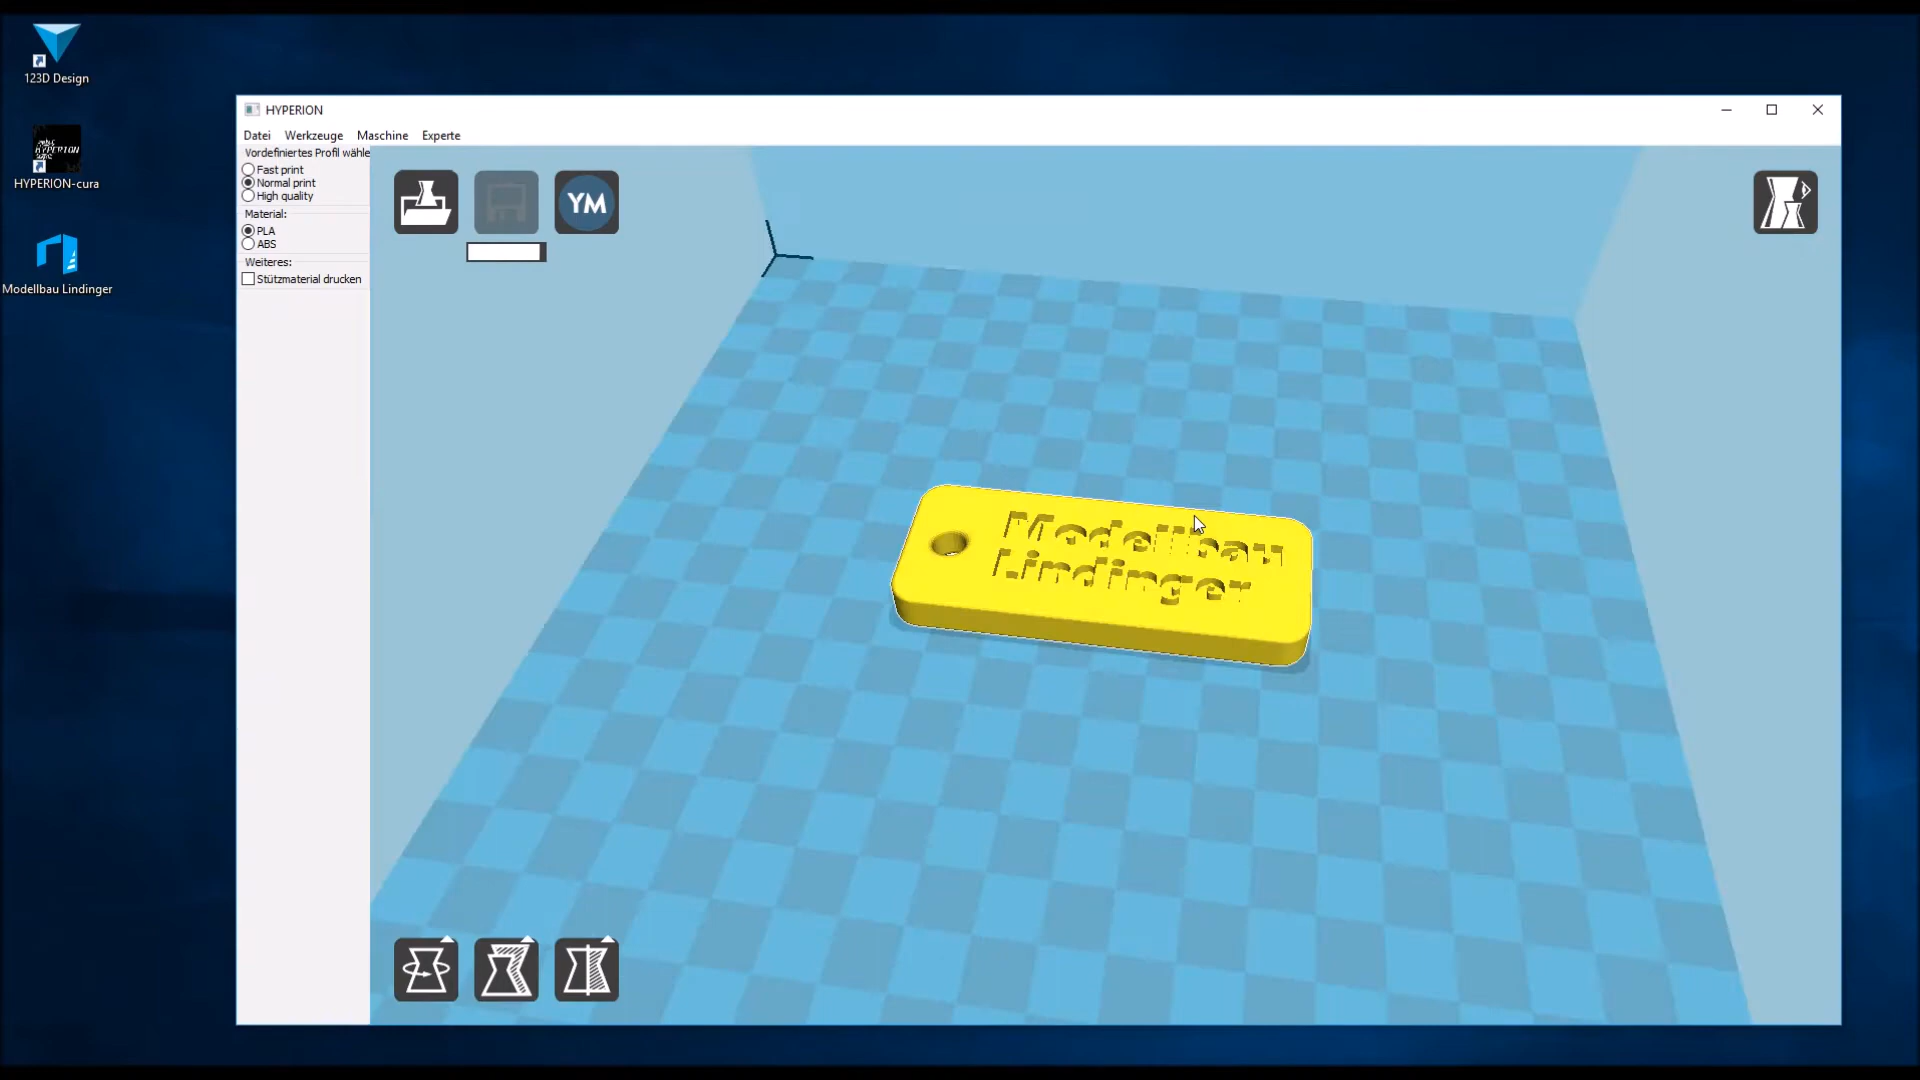 123D Design
HYPERION-cura
Modellbau Lindinger
HYPERION
Datei Werkzeuge Maschine Experte
Vordefiniertes Profil wähle
Fast print
Normal print
High quality
Material:
PLA
ABS
Weiteres:
Stützmaterial drucken
YM
Modellbau
Lindinger